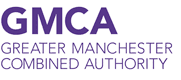 GMCA
GREATER MANCHESTER
COMBINED AUTHORITY